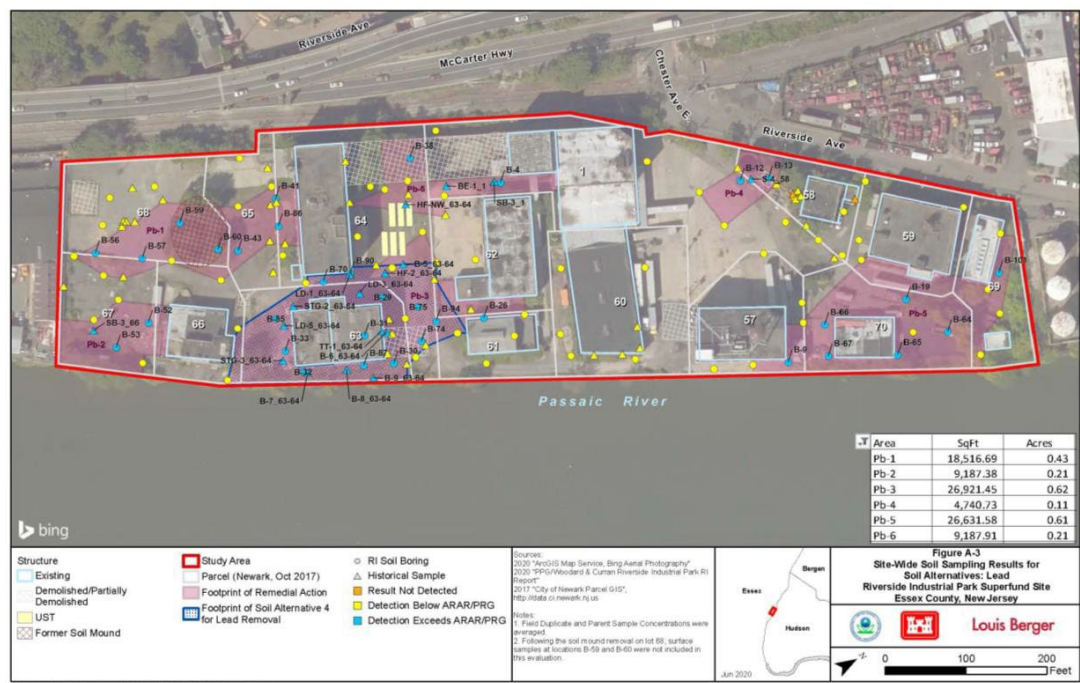 Riverside Ave
McCarter Hwy
Chester Ave E
Riverside Ave
B-38
B-4
1
B-12
B-13
S-4_58
58
Pb-4
BE-1_1
SB-3_1
Pb-6
HF-NW_63-64
B-41
B-86
68
B-59
65
64
Pb-1
B-60
B-43
B-56
B-57
62
59
B-5_63-64
B-90
B-70
HF-2_63-64
B-101
69
LD-1_63-64
LD-3_63-64
STG-2_63-64
B-29
Pb-3
B-75
60
B-19
67
B-52
SB-3_66
B-53
66
B-94
B-26
B-66
Pb-5
Pb-2
LD-5_63-64
63
B-74
57
70
B-64
B-33
TT-1_63-64
61
STG-3_63-64
B-6_63-64
B-30
B-9
B-67
B-65
B-7_63-64
B-8_63-64
B-9_63-64
Passaic River
bing
Area SqFt Acres
Pb-1 18,516.69 0.43
Pb-2 9,187.38 0.21
Pb-3 26,921.45 0.62
Pb-4 4,740.73 0.11
Pb-5 26,631.58 0.61
Pb-6 9,187.91 0.21
Structure
Existing
Demolished/Partially
Demolished
UST
Former Soil Mound
Study Area
Parcel (Newark, Oct 2017)
Footprint of Remedial Action
Footprint of Soil Alternative 4
for Lead Removal
RI Soil Boring
Historical Sample
Result Not Detected
Detection Below ARAR/PRG
Detection Exceeds ARAR/PRG
Sources:
2020 "ArcGIS Map Service, Bing Aerial Photography"
2020 "PPG/Woodard & Curran Riverside Industrial Park RI
Report"
2017 "City of Newark Parcel GIS",
http://data.ci.newark.nj.us
Notes:
1. Field Duplicate and Parent Sample Concentrations were
averaged.
2. Following the soil mound removal on lot 68, surface
samples at locations B-59 and B-60 were not included in
this evaluation.
Bergen
Essex
Hudson
Jun 2020
Figure A-3
Site-Wide Soil Sampling Results for
Soil Alternatives: Lead
Riverside Industrial Park Superfund Site
Essex County, New Jersey
Louis Berger
N
0 100 200
Feet